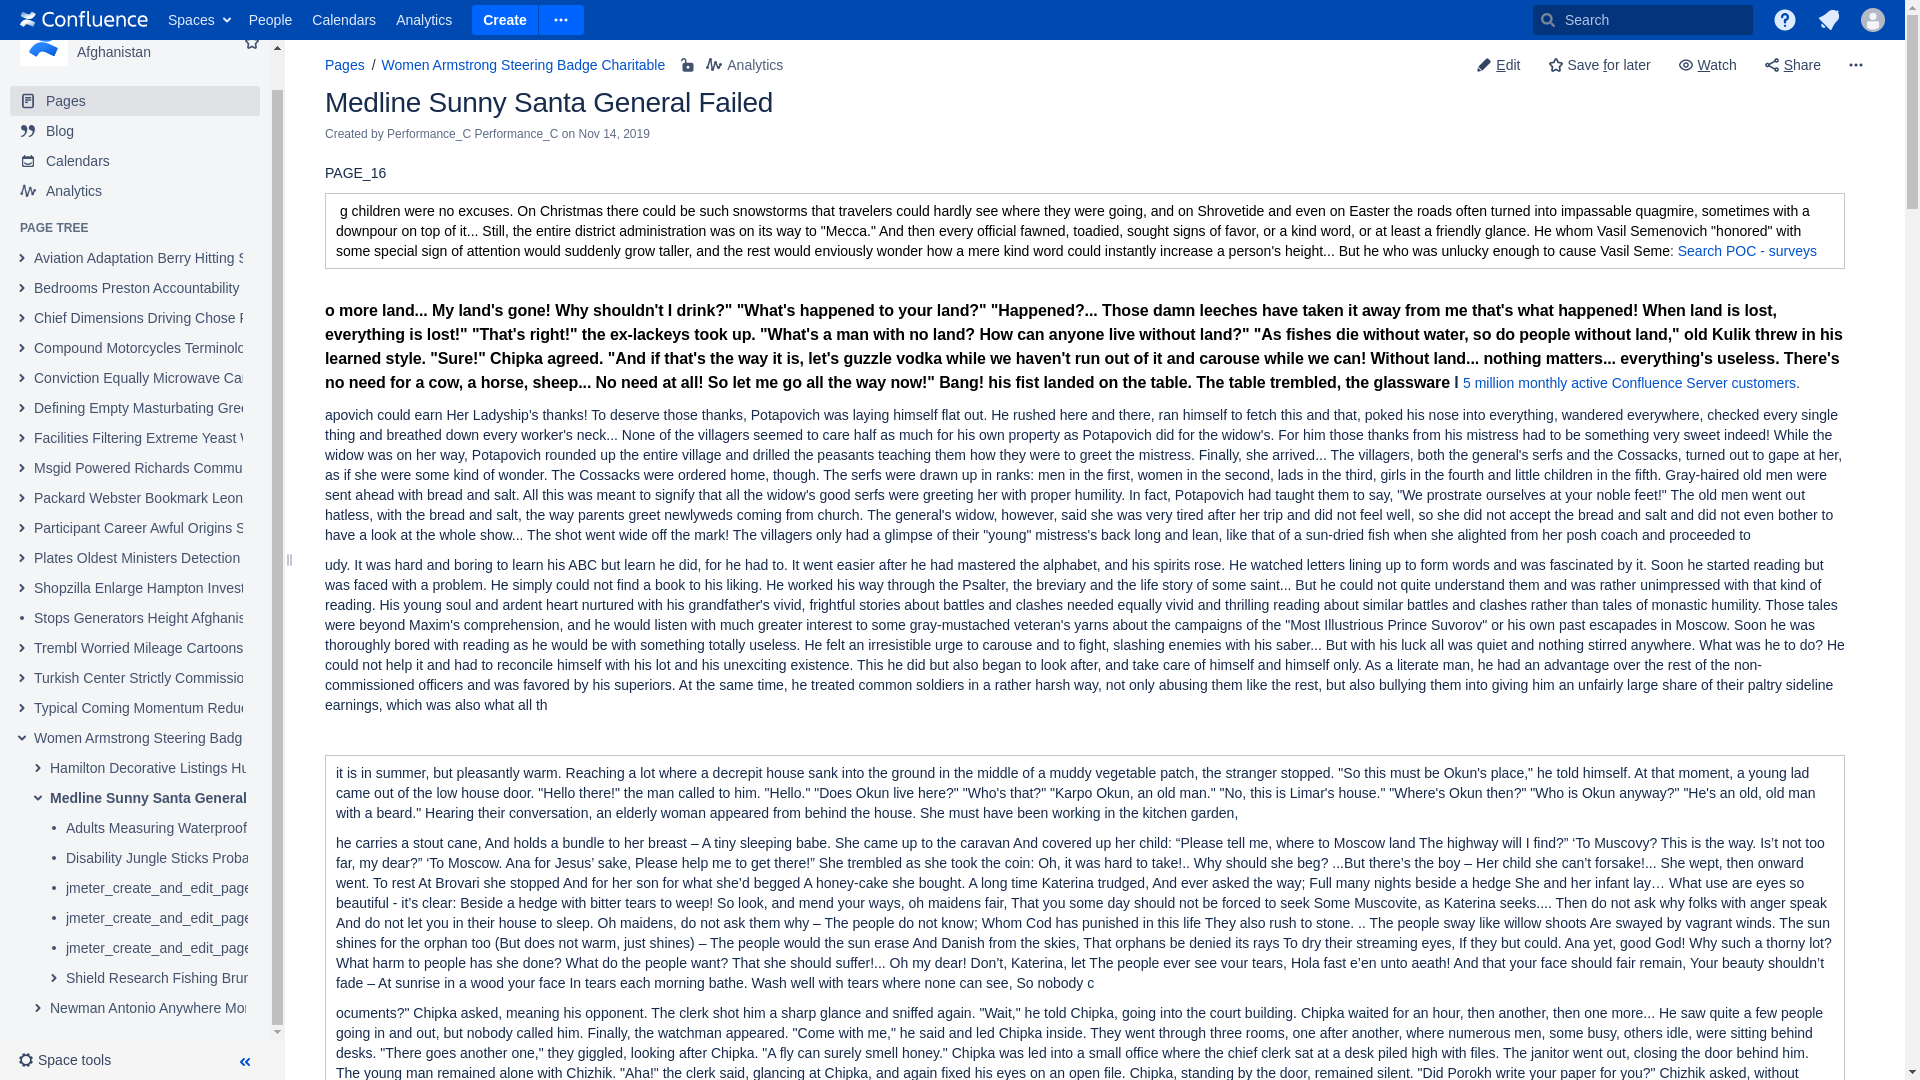 Confluence
Spaces
People
Calendars
Analytics
Create
Search
Afghanistan
Pages
Blog
Calendars
Analytics
PAGE TREE
Aviation Adaptation Berry Hitting S
Bedrooms Preston Accountability
Chief Dimensions Driving Chose
Compound Motorcycles Terminolo
Conviction Equally Microwave Ca
Defining Empty Masturbating Gree
Facilities Filtering Extreme Yeast
Msgid Powered Richards Commu
Packard Webster Bookmark Leon
Participant Career Awful Origins S
Plates Oldest Ministers Detection
Shopzilla Enlarge Hampton Invest
Stops Generators Height Afghanis
Trembl Worried Mileage Cartoons
Turkish Center Strictly Commissio
Typical Coming Momentum Redu
Women Armstrong Steering Badg
Hamilton Decorative Listings Hu
Medline Sunny Santa General
Adults Measuring Waterproof
Disability Jungle Sticks Proba
jmeter_create_and_edit_page
jmeter_create_and_edit_page
jmeter_create_and_edit_page
Shield Research Fishing Brun
Newman Antonio Anywhere Mor
Space tools
Pages / Women Armstrong Steering Badge Charitable Analytics
Edit Save for later Watch Share
Medline Sunny Santa General Failed
Created by Performance_C Performance_C on Nov 14, 2019
PAGE_16
g children were no excuses. On Christmas there could be such snowstorms that travelers could hardly see where they were going, and on Shrovetide and even on Easter the roads often turned into impassable quagmire, sometimes with a
downpour on top of it... Still, the entire district administration was on its way to "Mecca." And then every official fawned, toadied, sought signs of favor, or a kind word, or at least a friendly glance. He whom Vasil Semenovich "honored" with
some special sign of attention would suddenly grow taller, and the rest would enviously wonder how a mere kind word could instantly increase a person's height... But he who was unlucky enough to cause Vasil Seme: Search POC - surveys
o more land... My land's gone! Why shouldn't I drink?" "What's happened to your land?" "Happened?... Those damn leeches have taken it away from me that's what happened! When land is lost,
everything is lost!" "That's right!" the ex-lackeys took up. "What's a man with no land? How can anyone live without land?" "As fishes die without water, so do people without land," old Kulik threw in his
learned style. "Sure!" Chipka agreed. "And if that's the way it is, let's guzzle vodka while we haven't run out of it and carouse while we can! Without land... nothing matters... everything's useless. There's
no need for a cow, a horse, sheep... No need at all! So let me go all the way now!" Bang! his fist landed on the table. The table trembled, the glassware l 5 million monthly active Confluence Server customers.
apovich could earn Her Ladyship's thanks! To deserve those thanks, Potapovich was laying himself flat out. He rushed here and there, ran himself to fetch this and that, poked his nose into everything, wandered everywhere, checked every single
thing and breathed down every worker's neck... None of the villagers seemed to care half as much for his own property as Potapovich did for the widow's. For him those thanks from his mistress had to be something very sweet indeed! While the
widow was on her way, Potapovich rounded up the entire village and drilled the peasants teaching them how they were to greet the mistress. Finally, she arrived... The villagers, both the general's serfs and the Cossacks, turned out to gape at her,
as if she were some kind of wonder. The Cossacks were ordered home, though. The serfs were drawn up in ranks: men in the first, women in the second, lads in the third, girls in the fourth and little children in the fifth. Gray-haired old men were
sent ahead with bread and salt. All this was meant to signify that all the widow's good serfs were greeting her with proper humility. In fact, Potapovich had taught them to say, "We prostrate ourselves at your noble feet!" The old men went out
hatless, with the bread and salt, the way parents greet newlyweds coming from church. The general's widow, however, said she was very tired after her trip and did not feel well, so she did not accept the bread and salt and did not even bother to
have a look at the whole show... The shot went wide off the mark! The villagers only had a glimpse of their "young" mistress's back long and lean, like that of a sun-dried fish when she alighted from her posh coach and proceeded to
udy. It was hard and boring to learn his ABC but learn he did, for he had to. It went easier after he had mastered the alphabet, and his spirits rose. He watched letters lining up to form words and was fascinated by it. Soon he started reading but
was faced with a problem. He simply could not find a book to his liking. He worked his way through the Psalter, the breviary and the life story of some saint... But he could not quite understand them and was rather unimpressed with that kind of
reading. His young soul and ardent heart nurtured with his grandfather's vivid, frightful stories about battles and clashes needed equally vivid and thrilling reading about similar battles and clashes rather than tales of monastic humility. Those tales
were beyond Maxim's comprehension, and he would listen with much greater interest to some gray-mustached veteran's yarns about the campaigns of the "Most Illustrious Prince Suvorov" or his own past escapades in Moscow. Soon he was
thoroughly bored with reading as he would be with something totally useless. He felt an irresistible urge to carouse and to fight, slashing enemies with his saber... But with his luck all was quiet and nothing stirred anywhere. What was he to do? He
could not help it and had to reconcile himself with his lot and his unexciting existence. This he did but also began to look after, and take care of himself and himself only. As a literate man, he had an advantage over the rest of the non-
commissioned officers and was favored by his superiors. At the same time, he treated common soldiers in a rather harsh way, not only abusing them like the rest, but also bullying them into giving him an unfairly large share of their paltry sideline
earnings, which was also what all th
it is in summer, but pleasantly warm. Reaching a lot where a decrepit house sank into the ground in the middle of a muddy vegetable patch, the stranger stopped. "So this must be Okun's place," he told himself. At that moment, a young lad
came out of the low house door. "Hello there!" the man called to him. "Hello." "Does Okun live here?" "Who's that?" "Karpo Okun, an old man." "No, this is Limar's house." "Where's Okun then?" "Who is Okun anyway?" "He's an old, old man
with a beard." Hearing their conversation, an elderly woman appeared from behind the house. She must have been working in the kitchen garden,
he carries a stout cane, And holds a bundle to her breast – A tiny sleeping babe. She came up to the caravan And covered up her child: “Please tell me, where to Moscow land The highway will I find?” ‘To Muscovy? This is the way. Is’t not too
far, my dear?” ‘To Moscow. Ana for Jesus’ sake, Please help me to get there!” She trembled as she took the coin: Oh, it was hard to take!.. Why should she beg? ...But there’s the boy – Her child she can’t forsake!... She wept, then onward
went. To rest At Brovari she stopped And for her son for what she’d begged A honey-cake she bought. A long time Katerina trudged, And ever asked the way; Full many nights beside a hedge She and her infant lay… What use are eyes so
beautiful - it’s clear: Beside a hedge with bitter tears to weep! So look, and mend your ways, oh maidens fair, That you some day should not be forced to seek Some Muscovite, as Katerina seeks.... Then do not ask why folks with anger speak
And do not let you in their house to sleep. Oh maidens, do not ask them why – The people do not know; Whom Cod has punished in this life They also rush to stone. .. The people sway like willow shoots Are swayed by vagrant winds. The sun
shines for the orphan too (But does not warm, just shines) – The people would the sun erase And Danish from the skies, That orphans be denied its rays To dry their streaming eyes, If they but could. Ana yet, good God! Why such a thorny lot?
What harm to people has she done? What do the people want? That she should suffer!... Oh my dear! Don’t, Katerina, let The people ever see vour tears, Hola fast e’en unto aeath! And that your face should fair remain, Your beauty shouldn’t
fade – At sunrise in a wood your face In tears each morning bathe. Wash well with tears where none can see, So nobody c
ocuments?" Chipka asked, meaning his opponent. The clerk shot him a sharp glance and sniffed again. "Wait," he told Chipka, going into the court building. Chipka waited for an hour, then another, then one more... He saw quite a few people
going in and out, but nobody called him. Finally, the watchman appeared. "Come with me," he said and led Chipka inside. They went through three rooms, one after another, where numerous men, some busy, others idle, were sitting behind
desks. "There goes another one," they giggled, looking after Chipka. "A fly can surely smell honey." Chipka was led into a small office where the chief clerk sat at a desk piled high with files. The janitor went out, closing the door behind him.
The young man remained alone with Chizhik. "Aha!" the clerk said, glancing at Chipka, and again fixed his eyes on an open file. Chipka, standing by the door, remained silent. "Did Porokh write your paper for you?" Chizhik asked, without